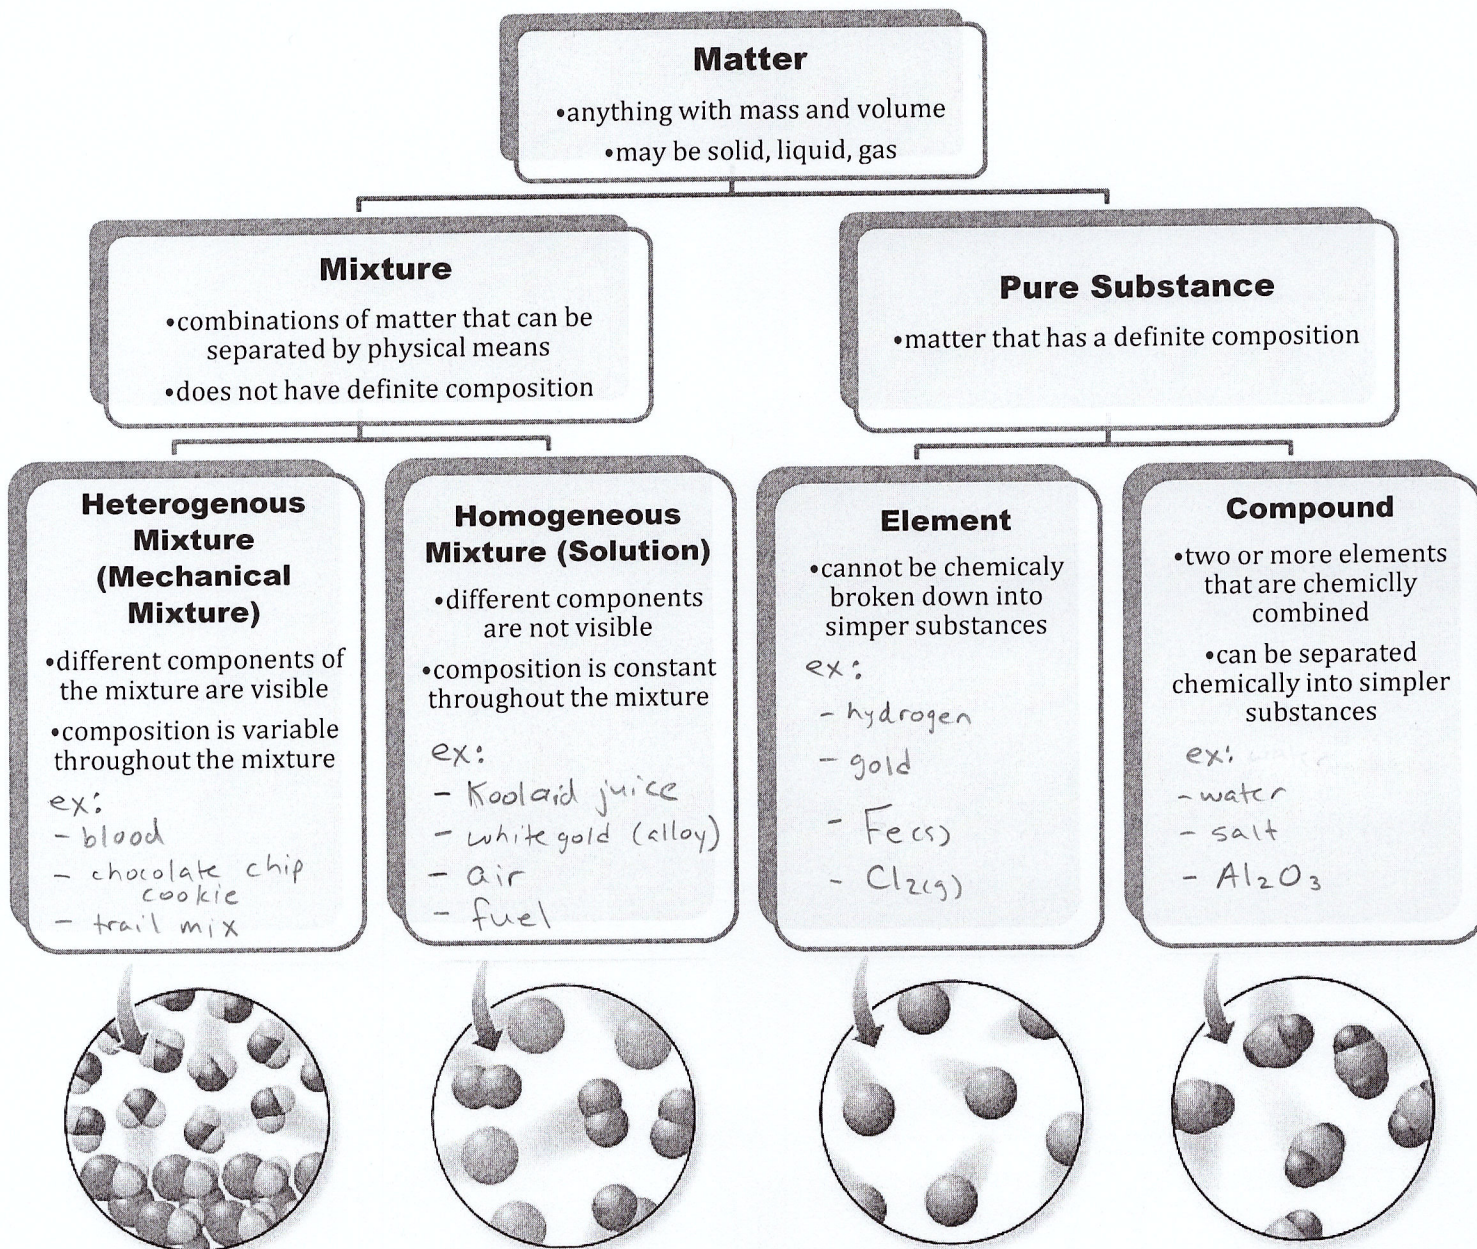 Matter
•anything with mass and volume
•may be solid, liquid, gas
Mixture
•combinations of matter that can be
separated by physical means
•does not have definite composition
Pure Substance
•matter that has a definite composition
Heterogenous
Mixture
(Mechanical
Mixture)
•different components of
the mixture are visible
•composition is variable
throughout the mixture
ex:
- blood
- chocolate chip
cookie
- trail mix
Homogeneous
Mixture (Solution)
•different components
are not visible
•composition is constant
throughout the mixture
ex:
- Koolaid juice
- white gold (alloy)
- air
- fuel
Element
•cannot be chemicaly
broken down into
simper substances
ex:
- hydrogen
- gold
- Fe(s)
- Cl₂(g)
Compound
•two or more elements
that are chemiclly
combined
•can be separated
chemically into simpler
substances
ex:
- water
- salt
- Al₂O₃